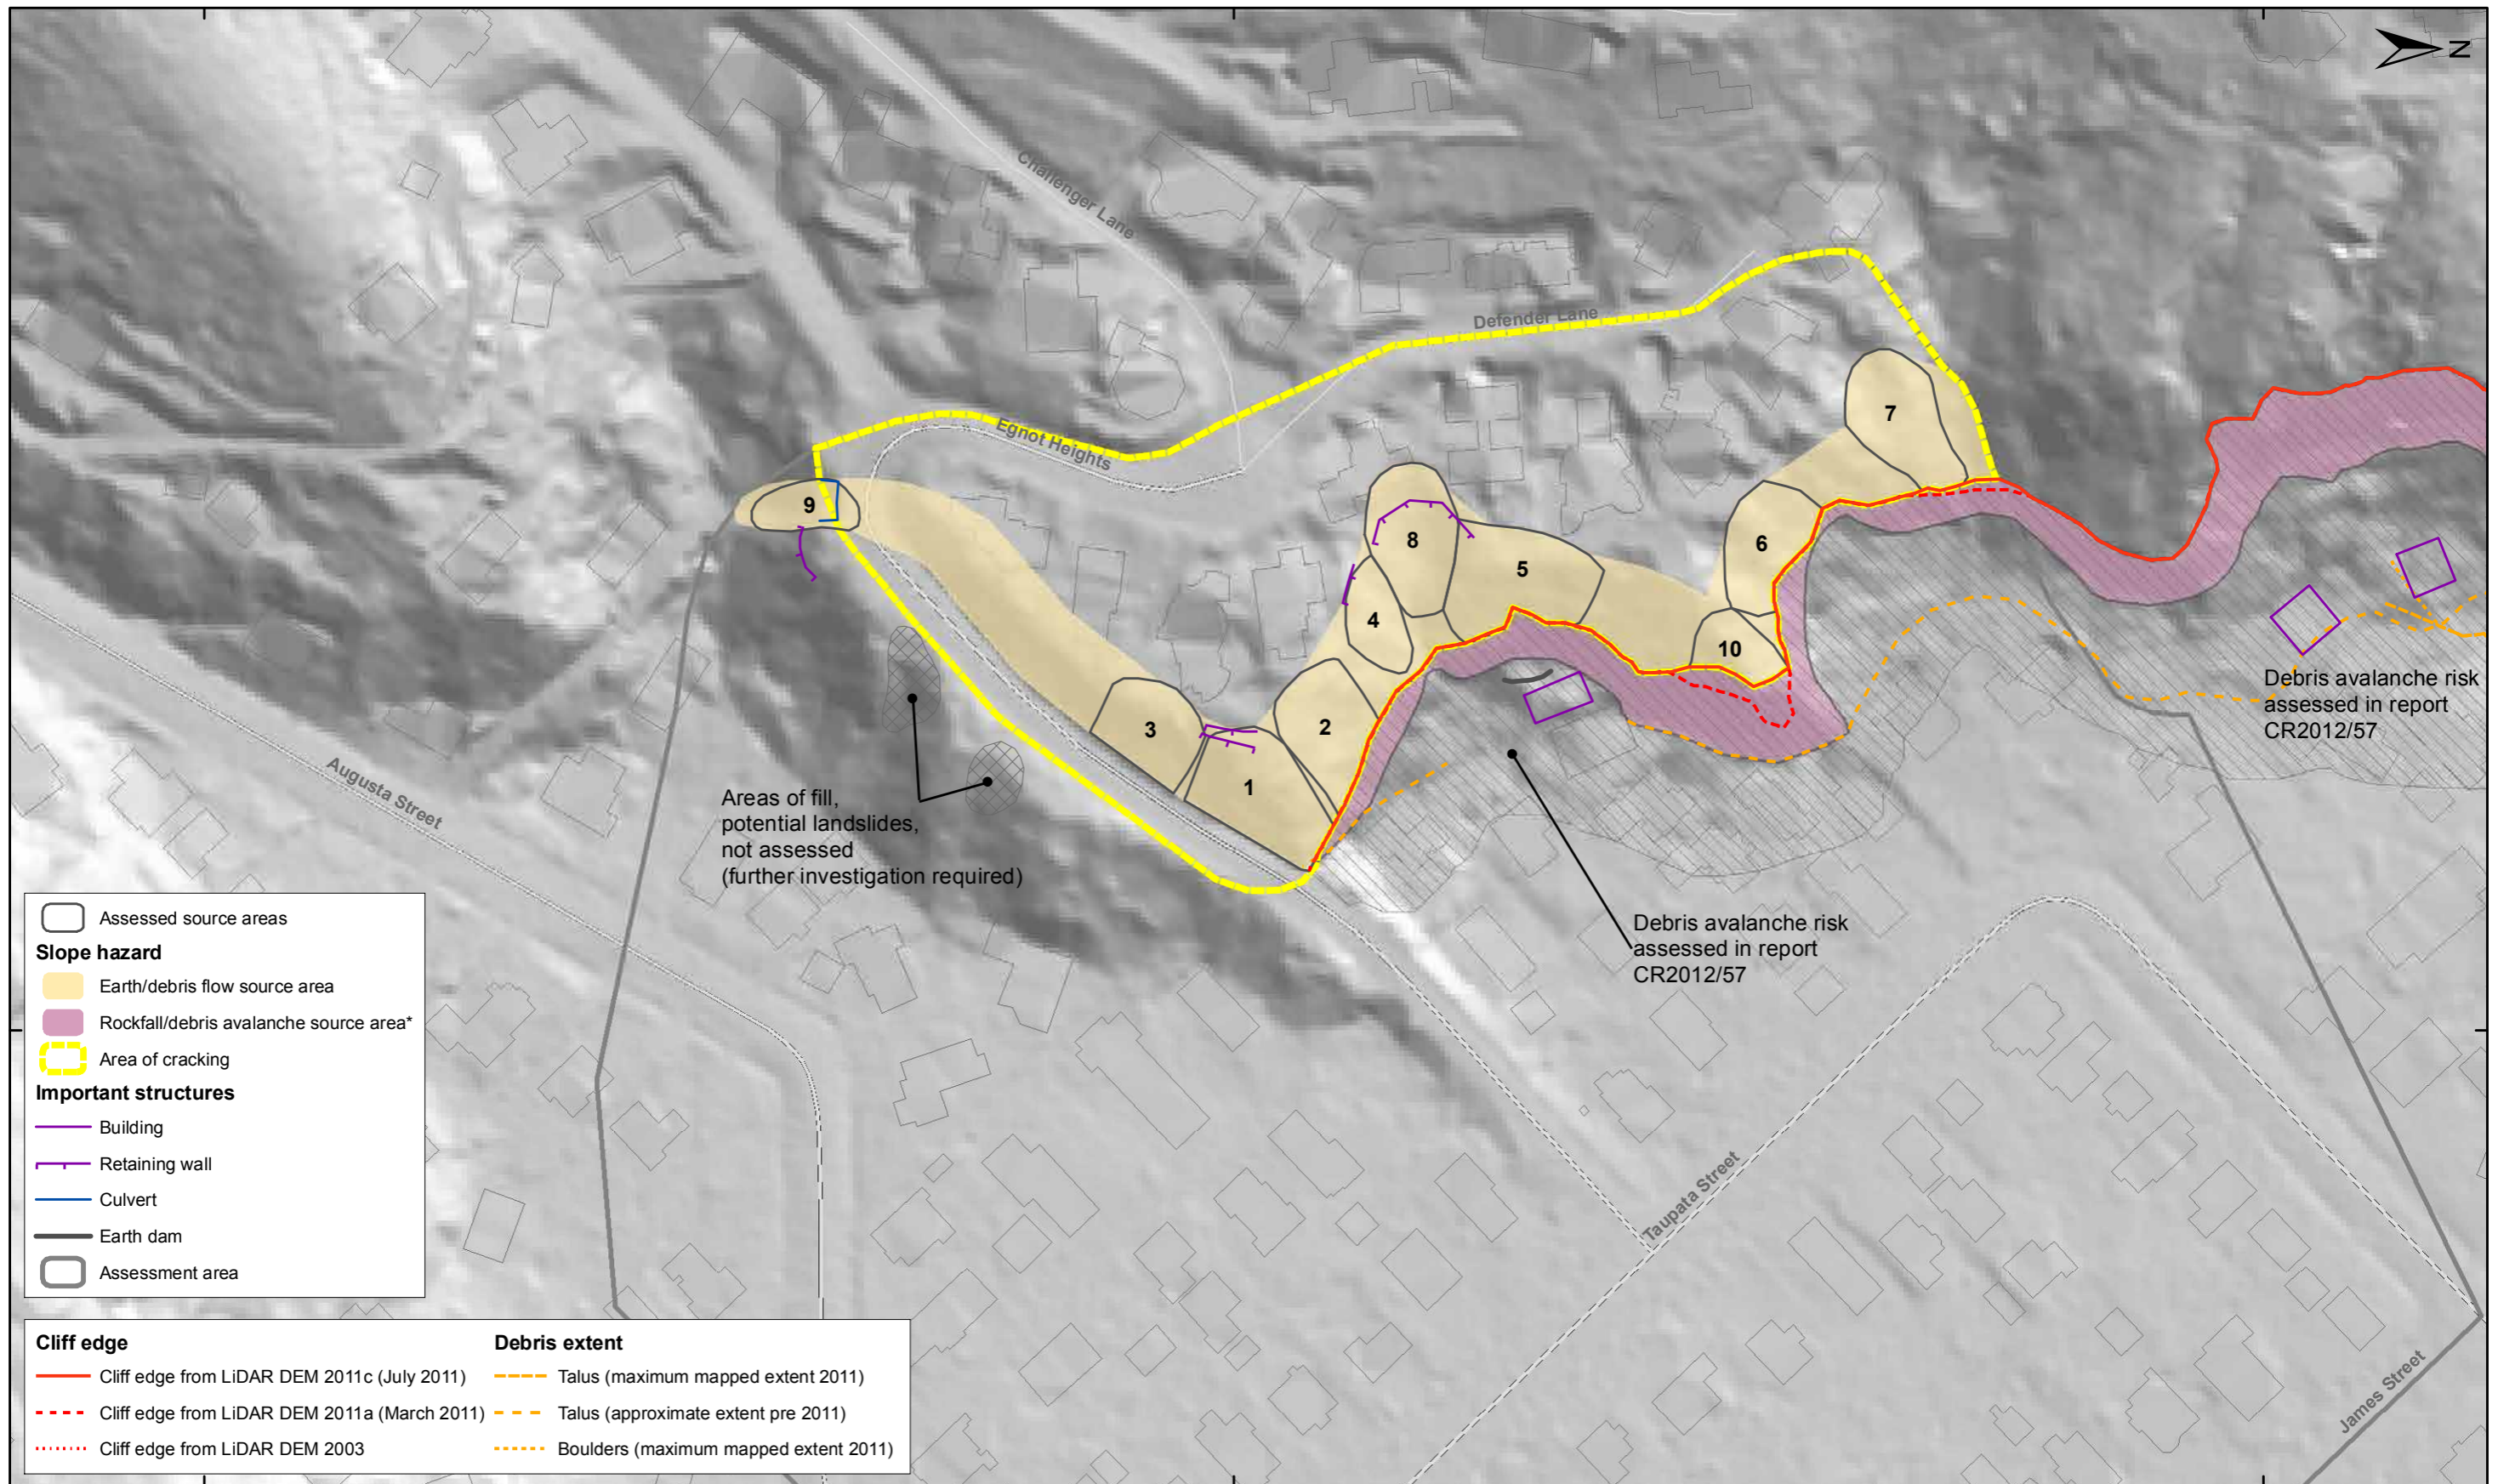 N
Challenger Lane
Defender Lane
Egnot Heights
7
9
8
6
5
4
10
3
2
1
Debris avalanche risk
assessed in report
CR2012/57
Augusta Street
Areas of fill,
potential landslides,
not assessed
(further investigation required)
Debris avalanche risk
assessed in report
CR2012/57
Taupata Street
James Street
Assessed source areas
Slope hazard
Earth/debris flow source area
Rockfall/debris avalanche source area*
Area of cracking
Important structures
Building
Retaining wall
Culvert
Earth dam
Assessment area
Cliff edge
Cliff edge from LiDAR DEM 2011c (July 2011)
Cliff edge from LiDAR DEM 2011a (March 2011)
Cliff edge from LiDAR DEM 2003
Debris extent
Talus (maximum mapped extent 2011)
Talus (approximate extent pre 2011)
Boulders (maximum mapped extent 2011)